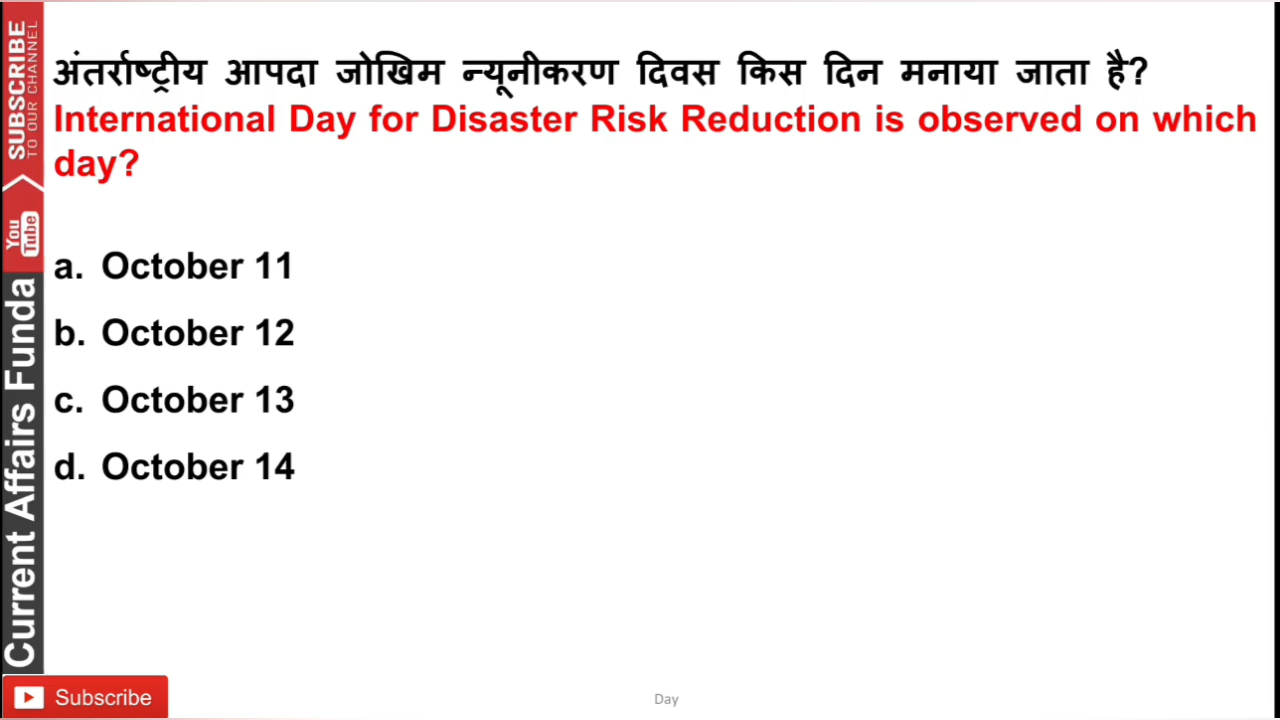 अंतर्राष्ट्रीय आपदा जोखिम न्यूनीकरण दिवस किस दिन मनाया जाता है?
International Day for Disaster Risk Reduction is observed on which
day?
a. October 11
b. October 12
c. October 13
d. October 14
SUBSCRIBE
TO OUR CHANNEL
You
Tube
Current Affairs Funda
Subscribe
Day